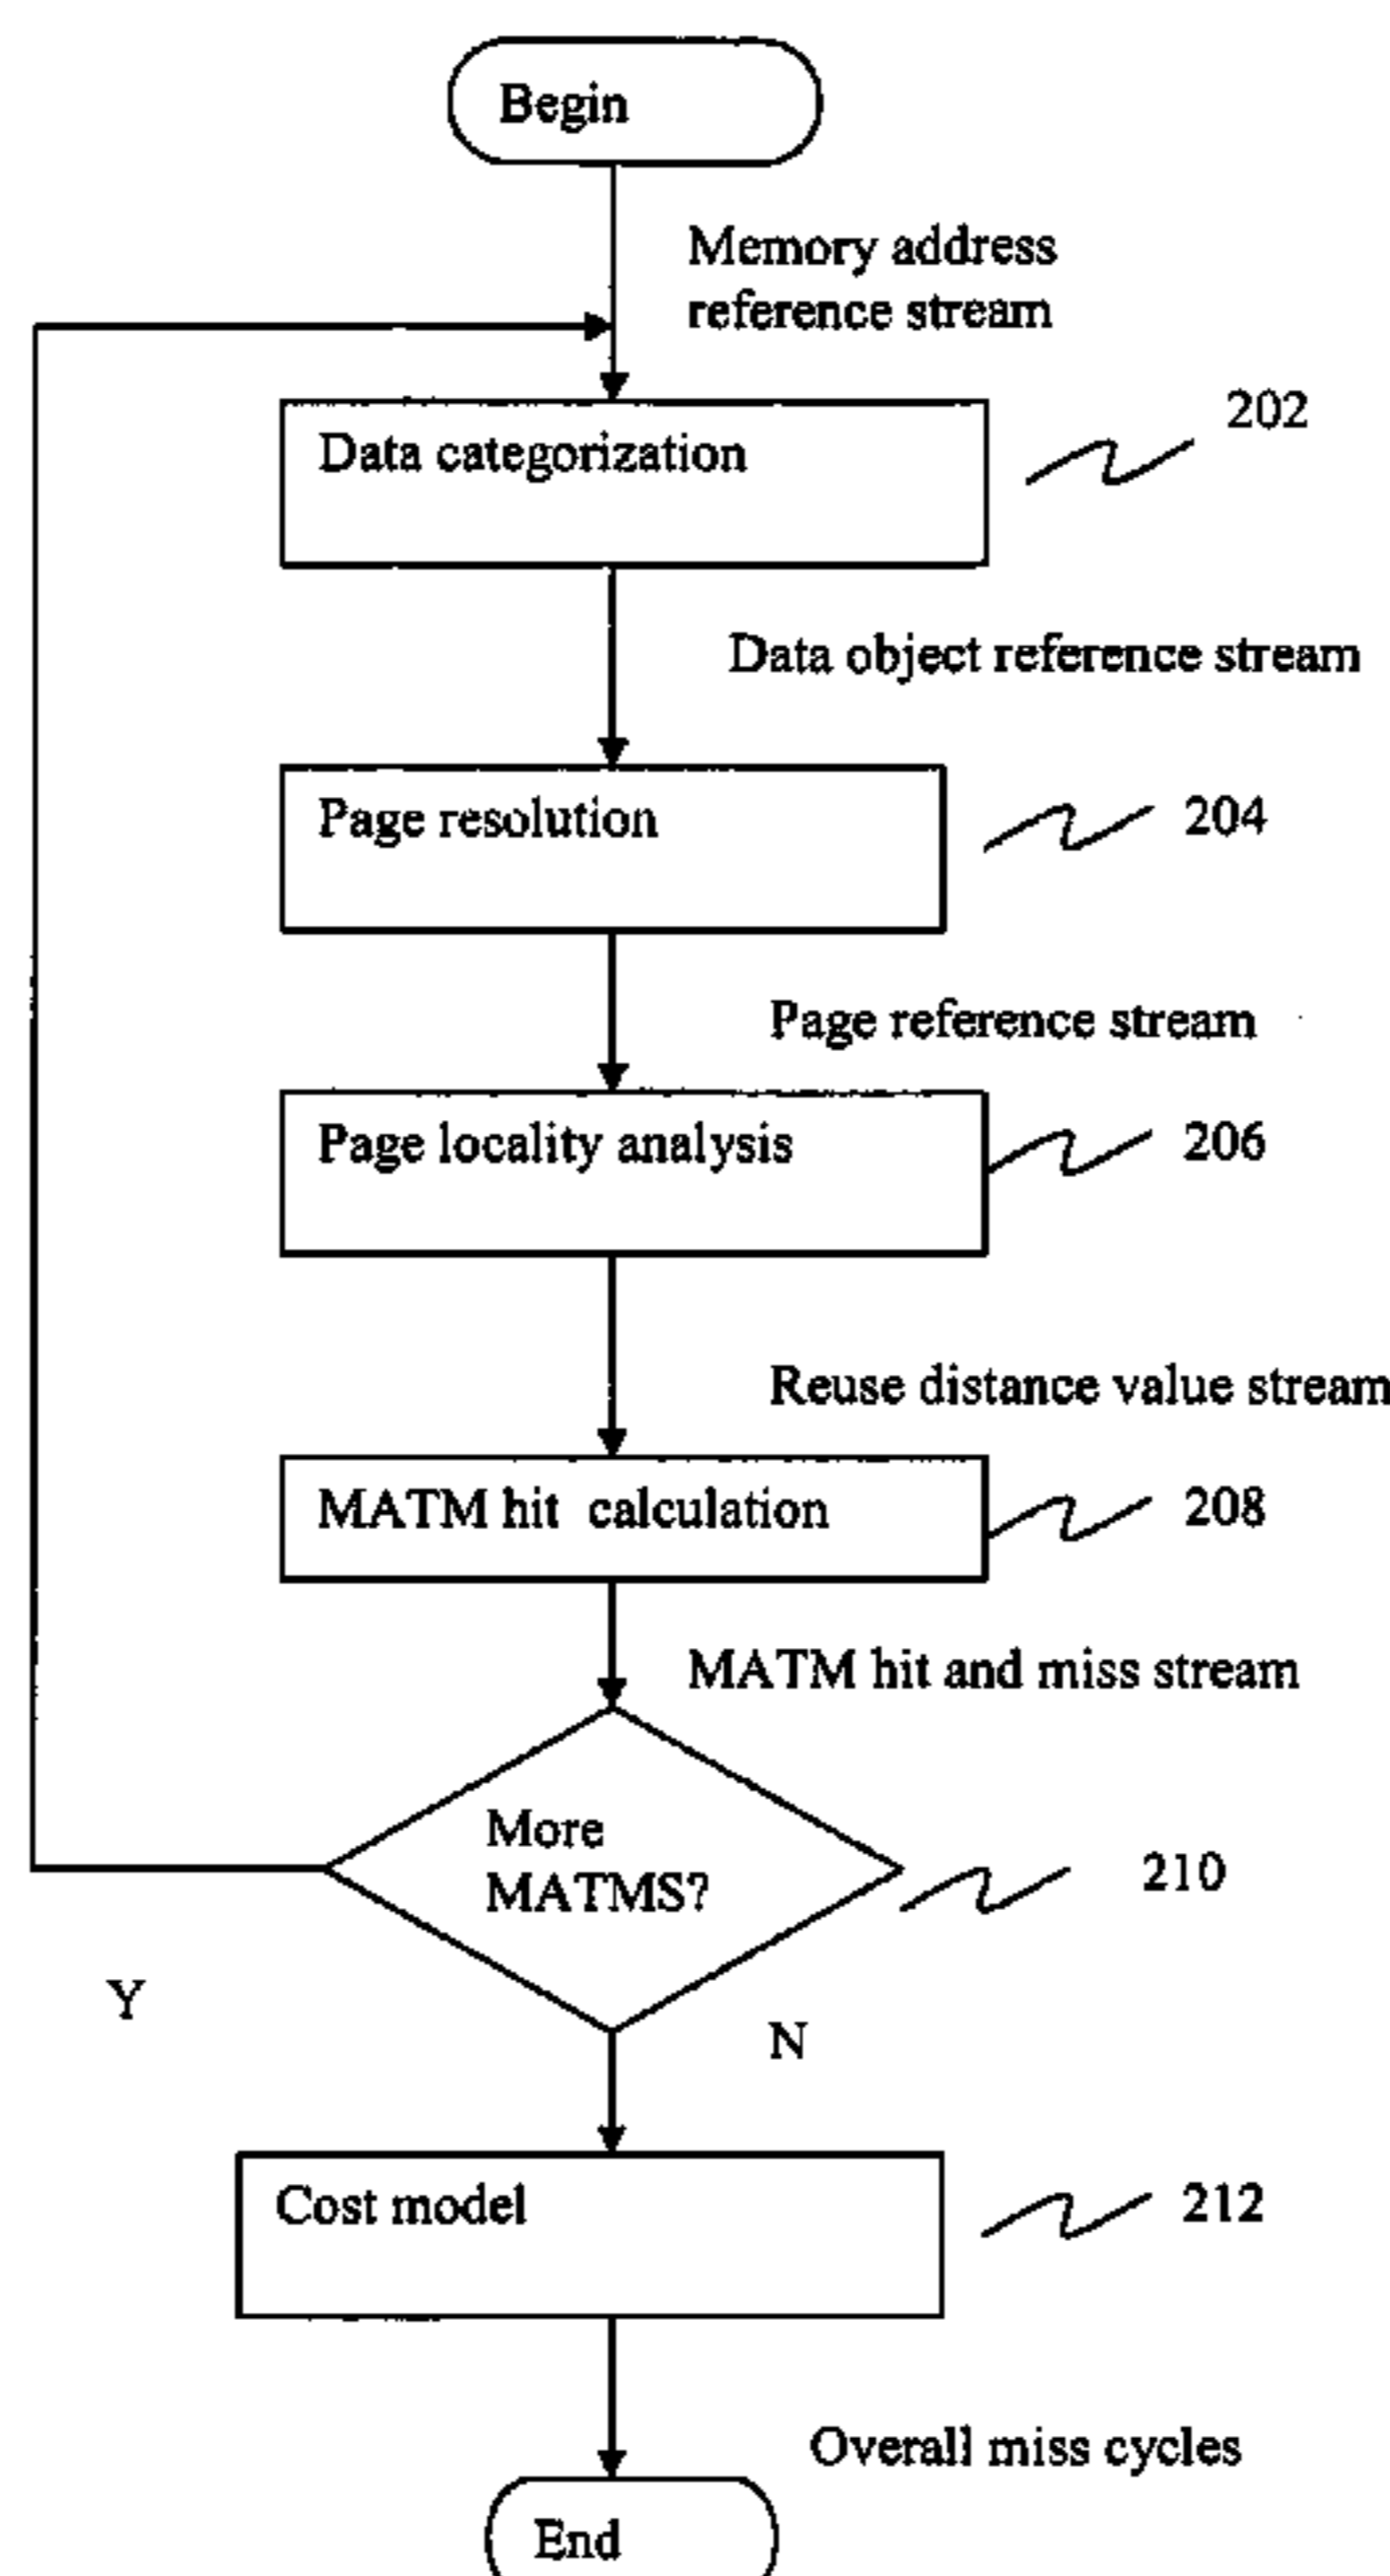 Begin
Memory address
reference stream
202
Data categorization
Data object reference stream
Page resolution
204
Page reference stream
Page locality analysis
206
Reuse distance value stream
MATM hit calculation
208
MATM hit and miss stream
More
MATMS?
210
Y
N
Cost model
212
Overall miss cycles
End